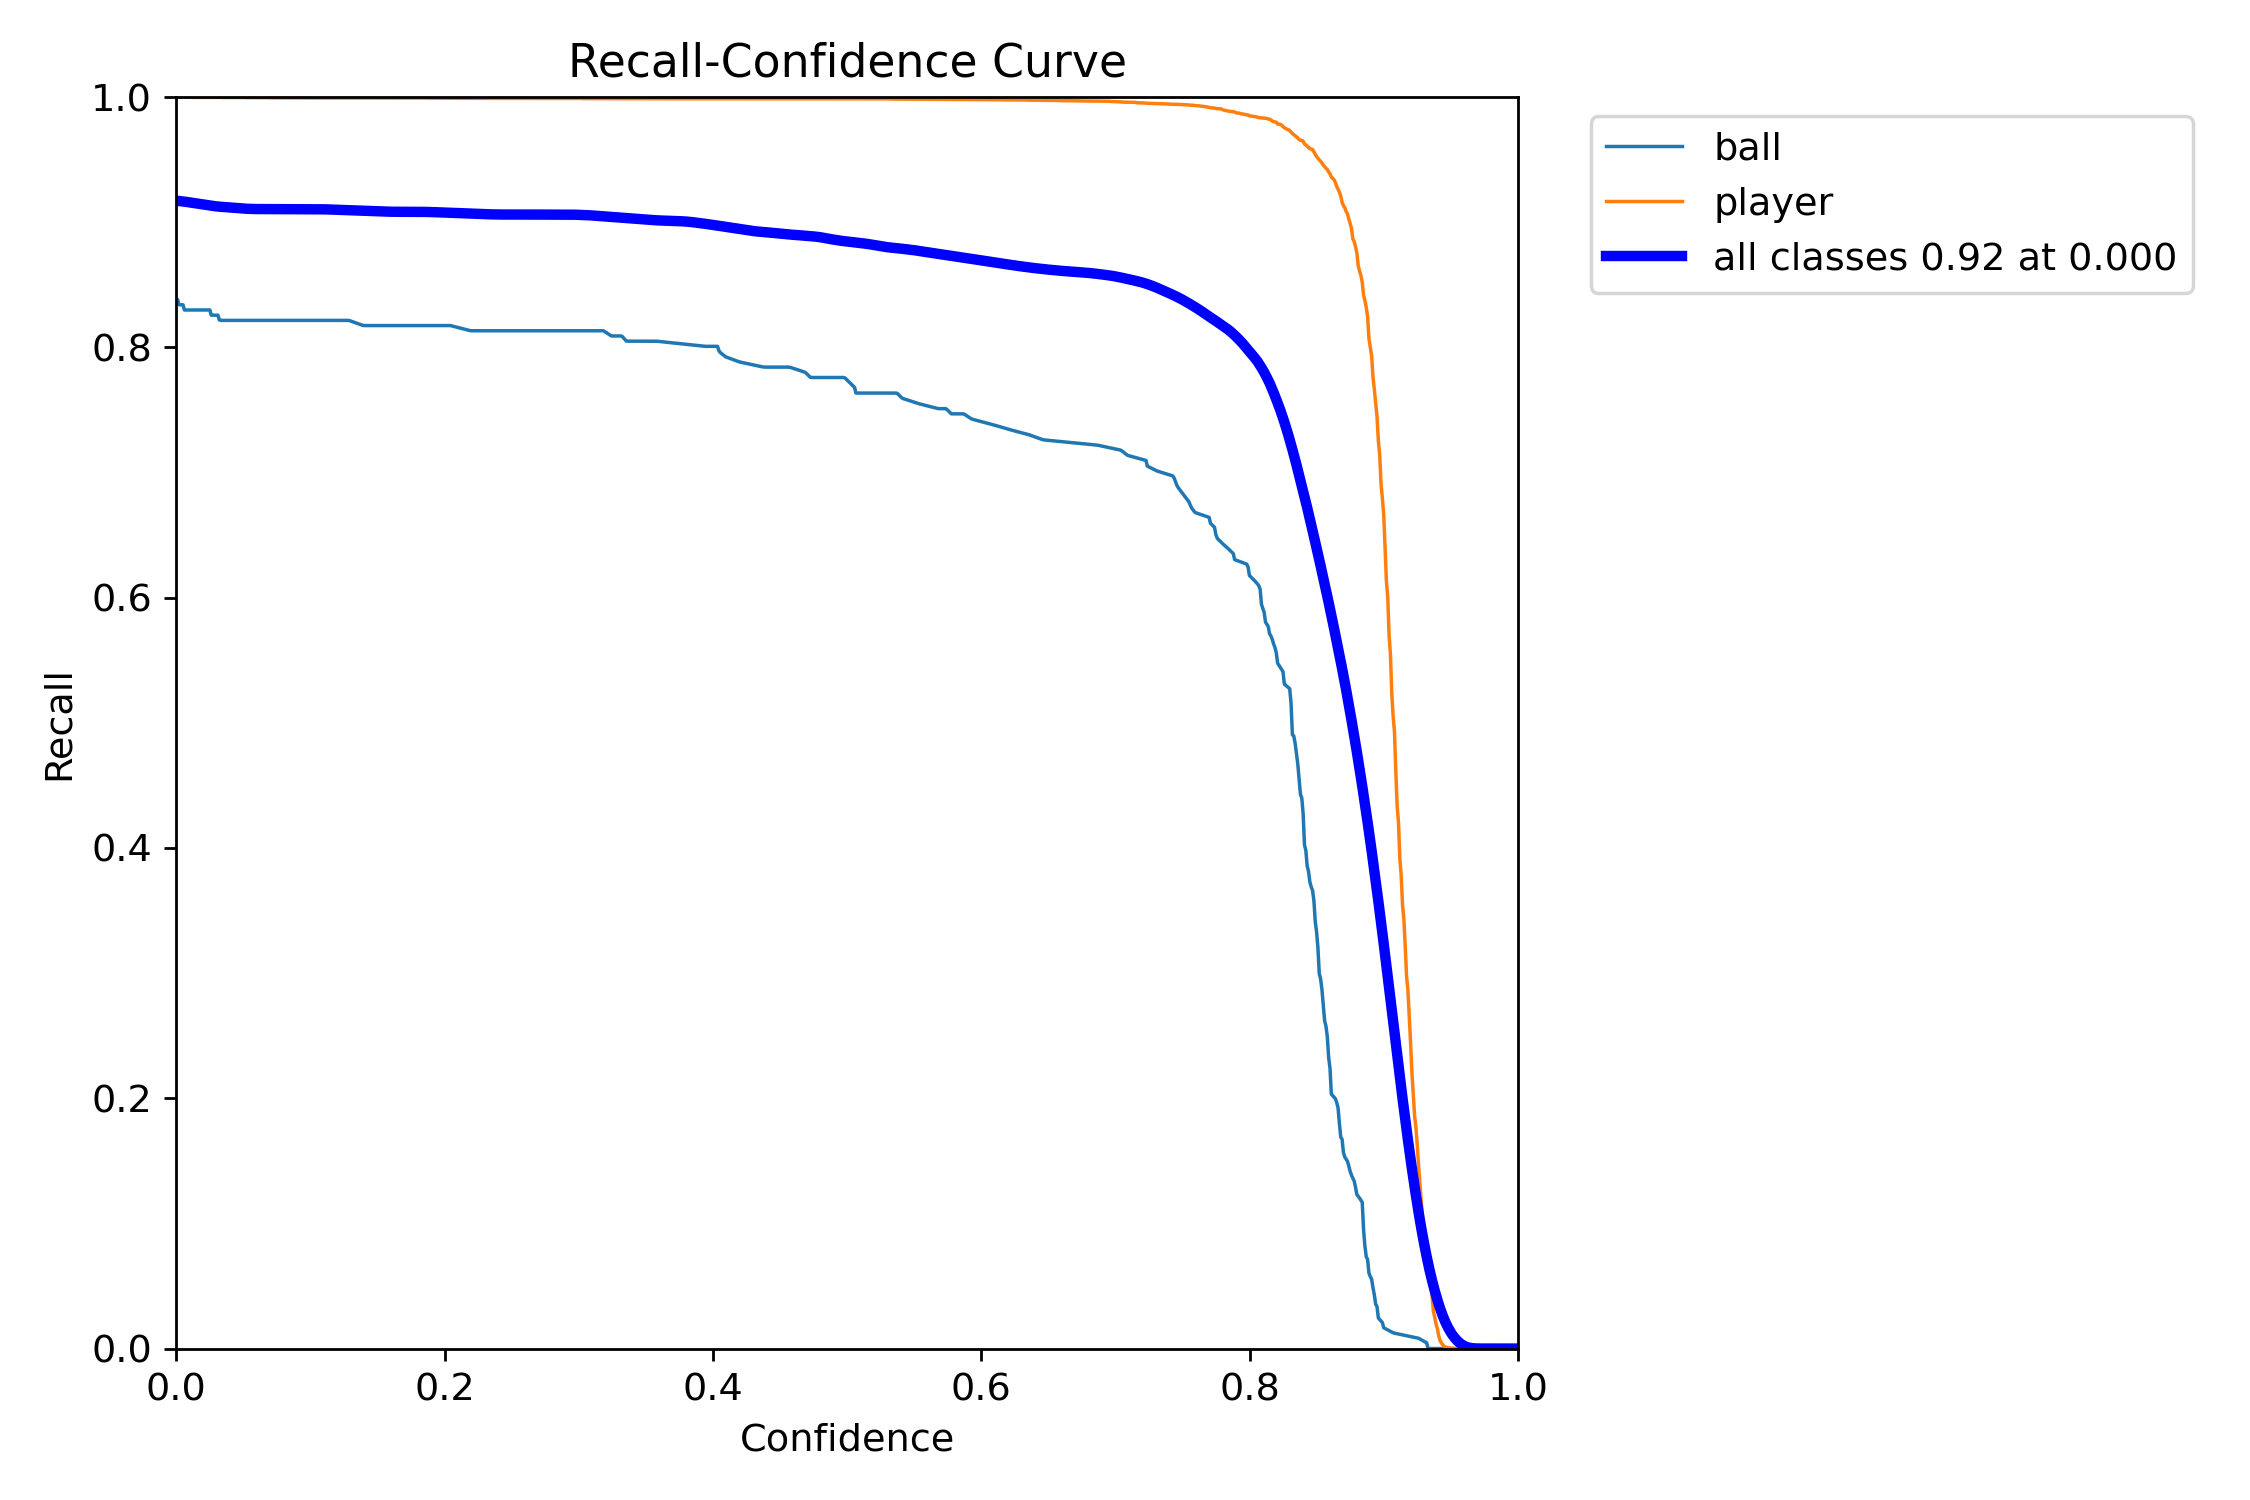 Recall-Confidence Curve
1.0
0.8
0.6
0.4
0.2
0.0
Recall
0.0 0.2 0.4 0.6 0.8 1.0
Confidence
ball
player
all classes 0.92 at 0.000